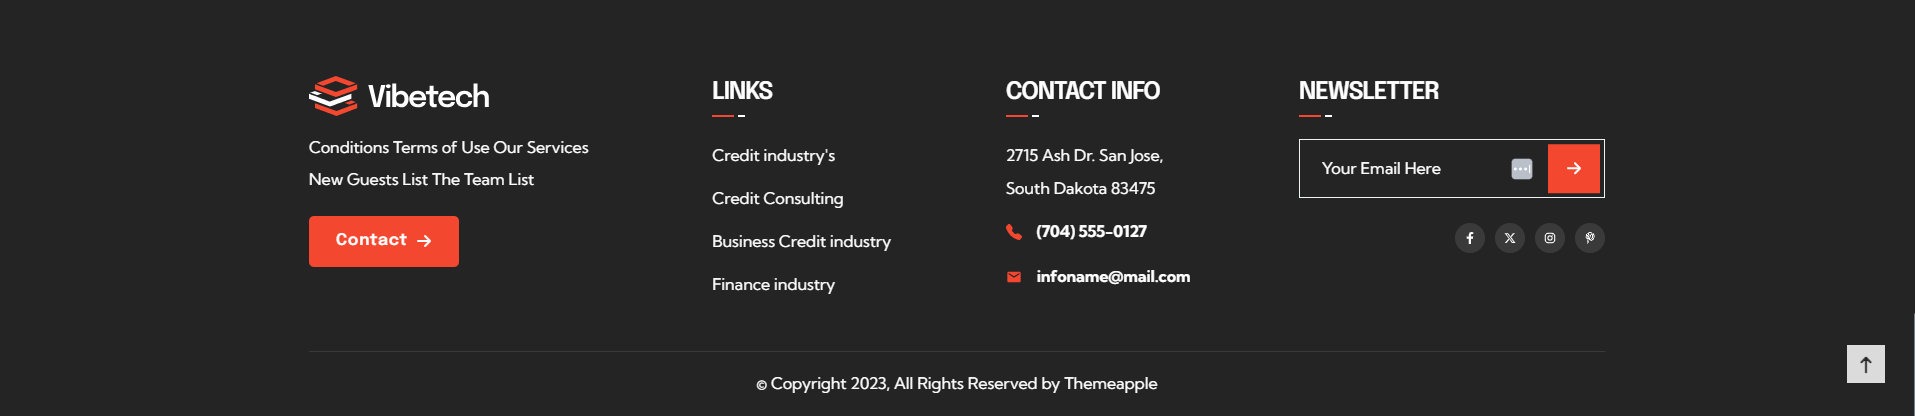 Vibetech
Conditions Terms of Use Our Services
New Guests List The Team List
Contact
LINKS
Credit industry's
Credit Consulting
Business Credit industry
Finance industry
CONTACT INFO
2715 Ash Dr. San Jose,
South Dakota 83475
(704) 555-0127
infoname@mail.com
NEWSLETTER
Your Email Here
© Copyright 2023, All Rights Reserved by Themeapple